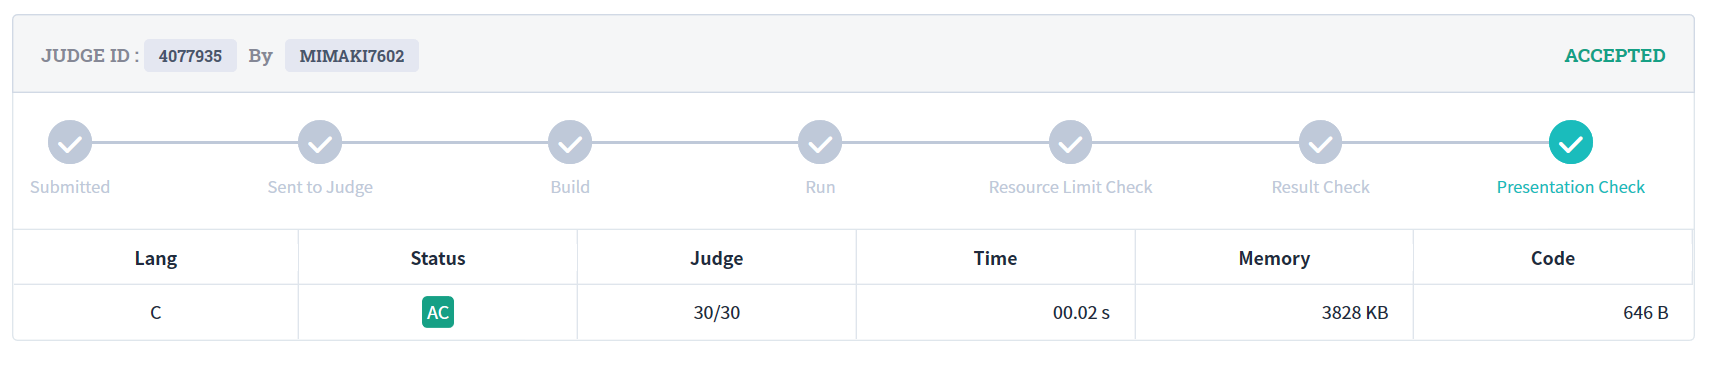 JUDGE ID : 4077935 By MIMAKI7602 ACCEPTED
Submitted Sent to Judge Build Run Resource Limit Check Result Check Presentation Check
Lang Status Judge Time Memory Code
C AC 30/30 00.02 s 3828 KB 646 B